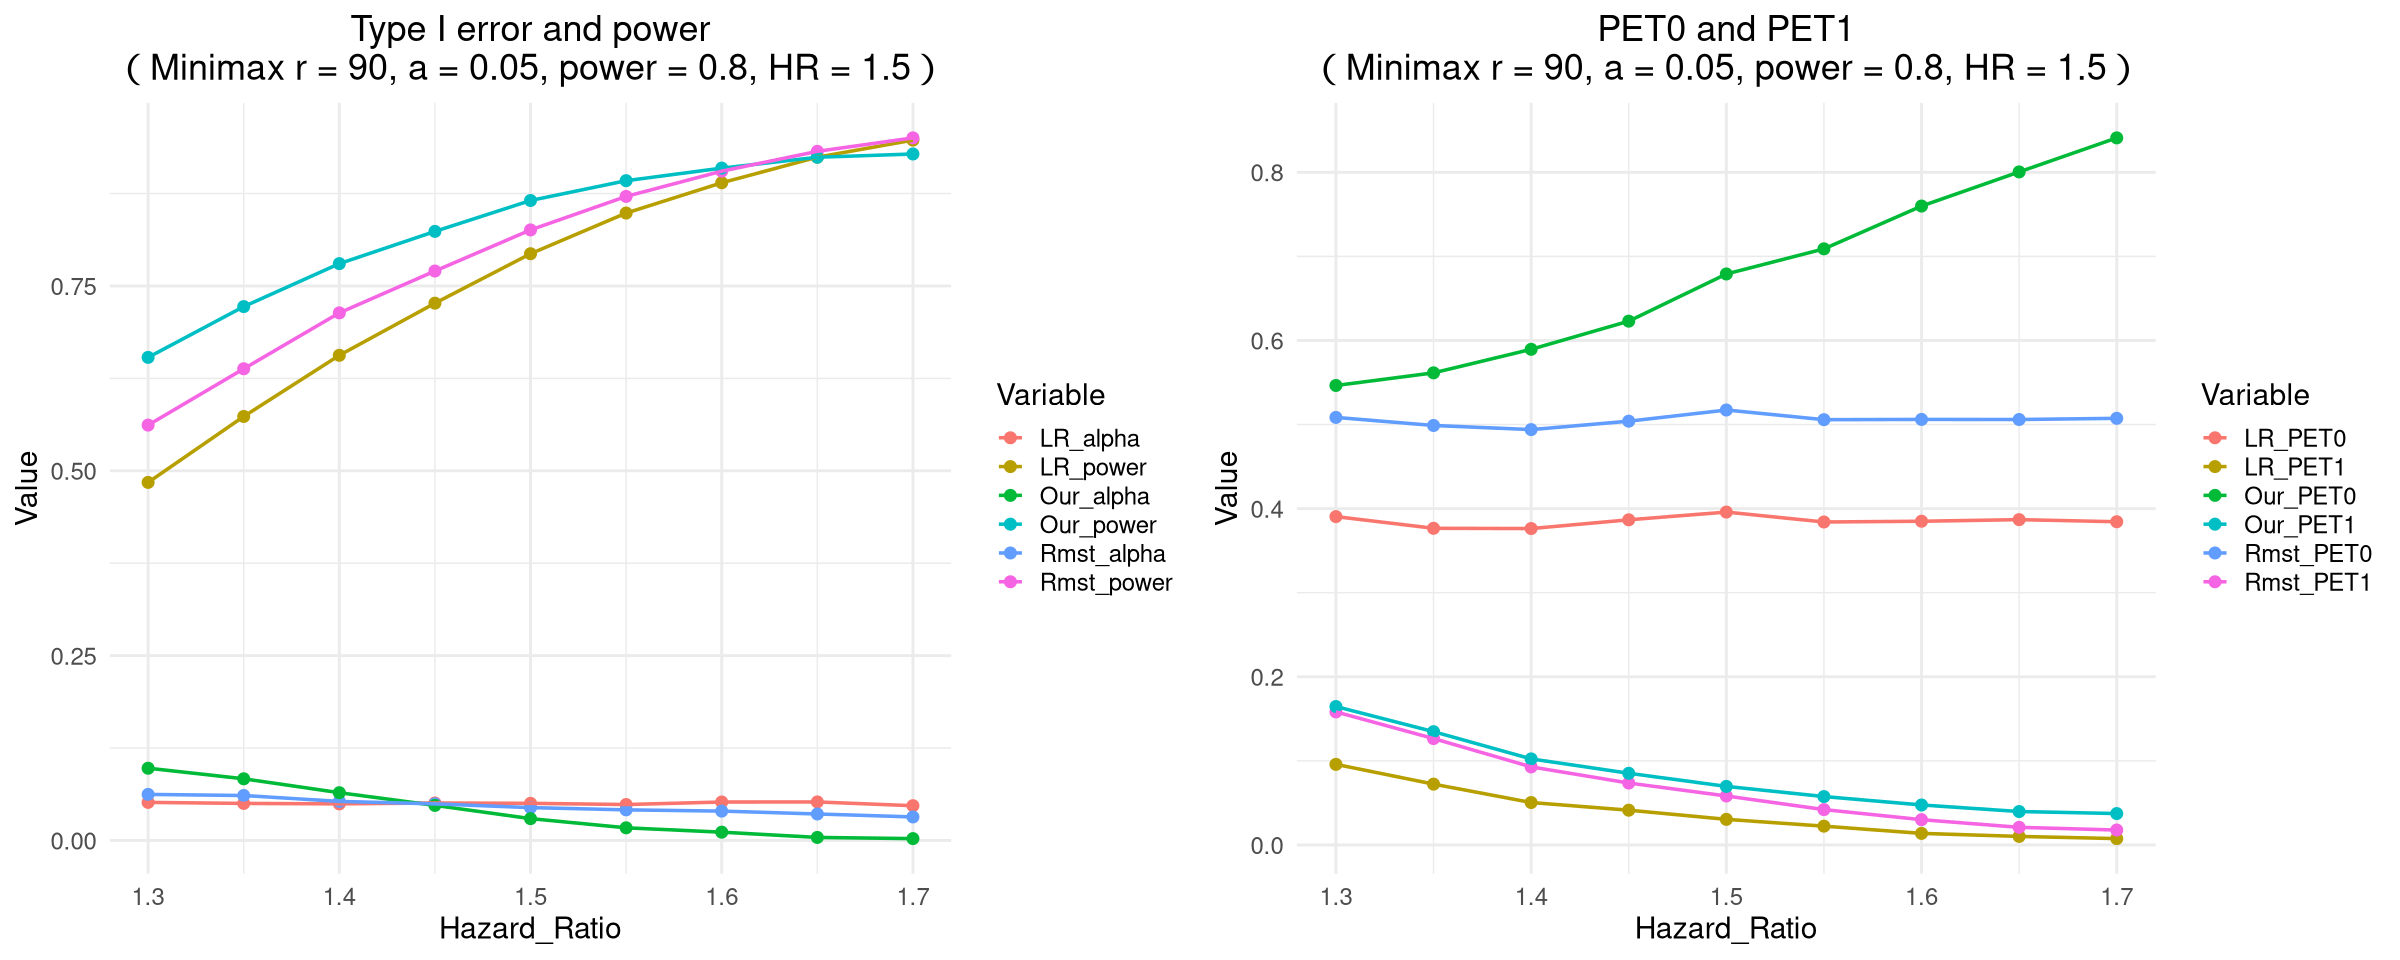 Type I error and power
( Minimax r = 90, a = 0.05, power = 0.8, HR = 1.5 )
Value
0.75
0.50
0.25
0.00
1.3 1.4 1.5 1.6 1.7
Hazard_Ratio
Variable
LR_alpha
LR_power
Our_alpha
Our_power
Rmst_alpha
Rmst_power
PET0 and PET1
( Minimax r = 90, a = 0.05, power = 0.8, HR = 1.5 )
Value
0.8
0.6
0.4
0.2
0.0
1.3 1.4 1.5 1.6 1.7
Hazard_Ratio
Variable
LR_PET0
LR_PET1
Our_PET0
Our_PET1
Rmst_PET0
Rmst_PET1